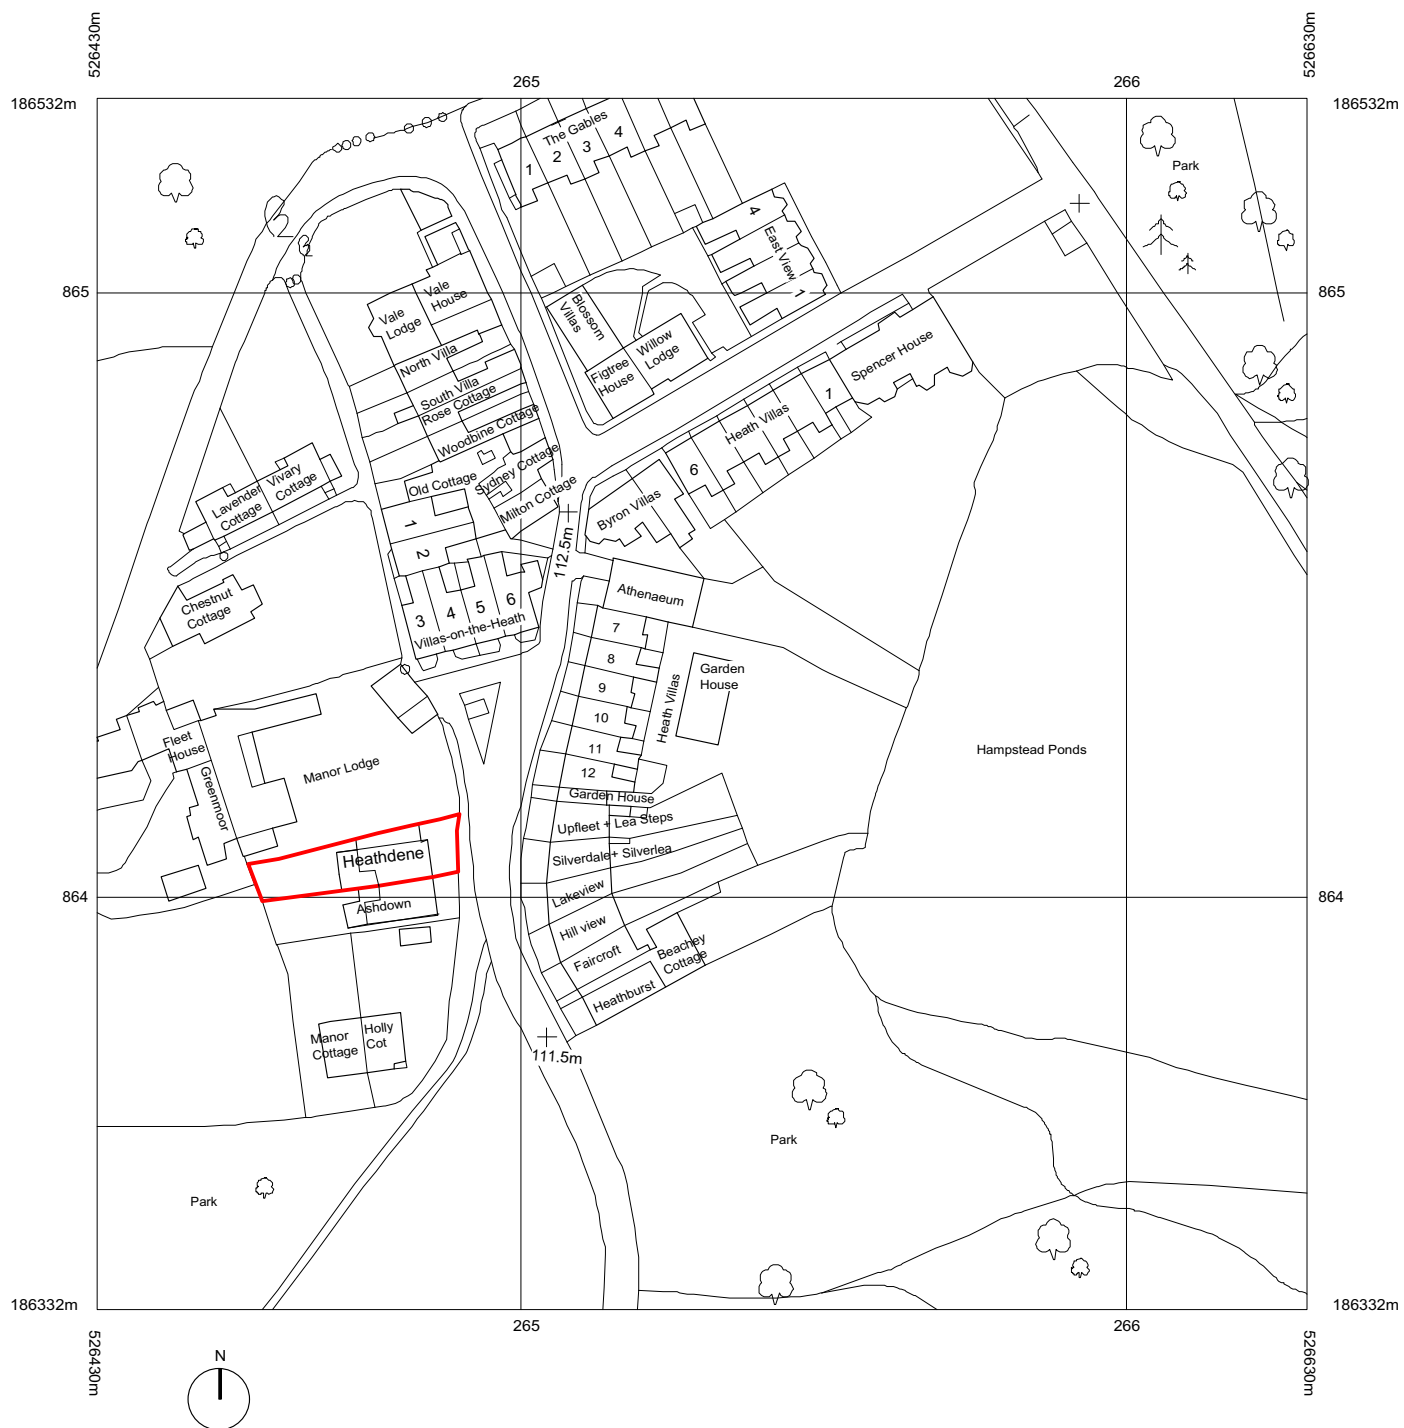 526430m
526630m
265
266
186532m
186532m
The Gables
1
2
3
4
Park
4
East View
1
865
865
Vale
House
Vale
Lodge
Blossom
Villas
Willow
Lodge
Figtree
House
North Villa
South Villa
Rose Cottage
Woodbine Cottage
Spencer House
1
Heath Villas
6
Vivary
Cottage
Lavender
Cottage
Old Cottage
Sydney Cottage
Milton Cottage
Byron Villas
1
2
112.5m
Athenaeum
Chestnut
Cottage
3
4
5
6
Villas-on-the-Heath
7
8
9
10
11
12
Heath Villas
Garden
House
Fleet
House
Greenmoor
Manor Lodge
Hampstead Ponds
Garden House
Upfleet + Lea Steps
Silverdale+ Silverlea
Heathdene
Lakeview
864
864
Ashdown
Hill view
Faircroft
Beachey
Cottage
Heathburst
Manor
Cottage
Holly
Cot
111.5m
Park
Park
186332m
186332m
265
266
526430m
526630m
N